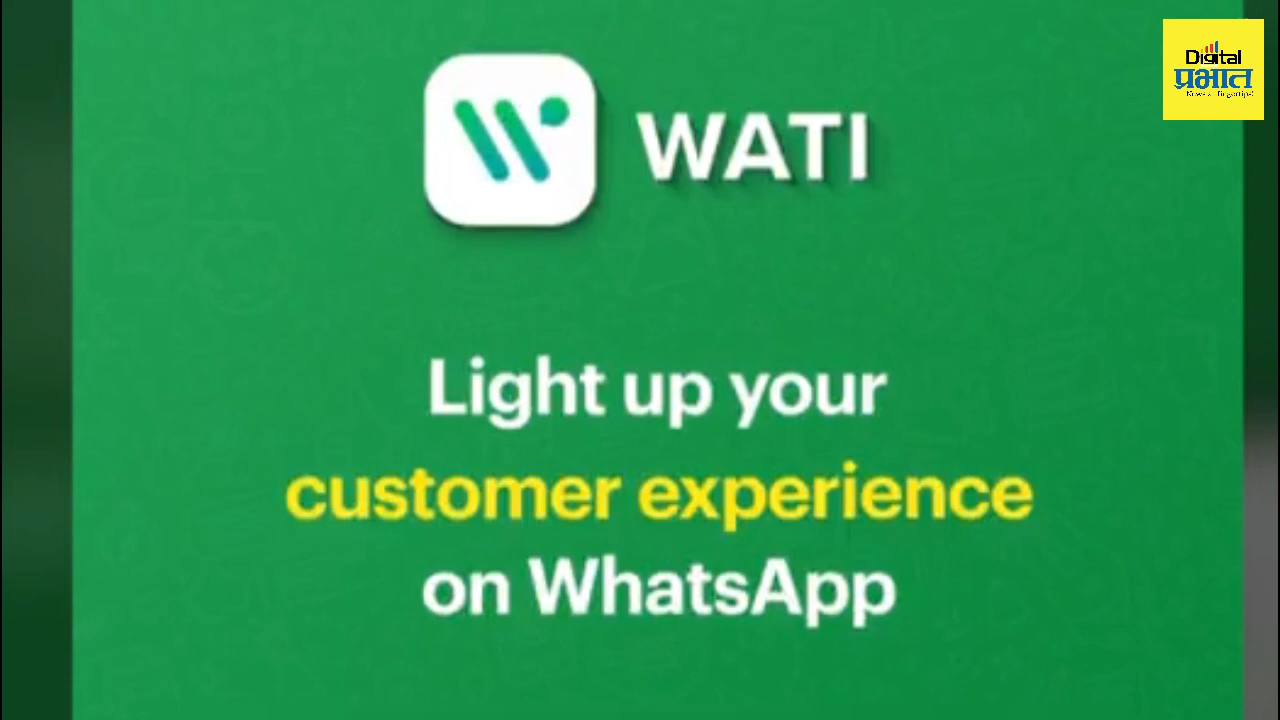 Digital
प्रभात
WATI
Light up your
customer experience
on WhatsApp